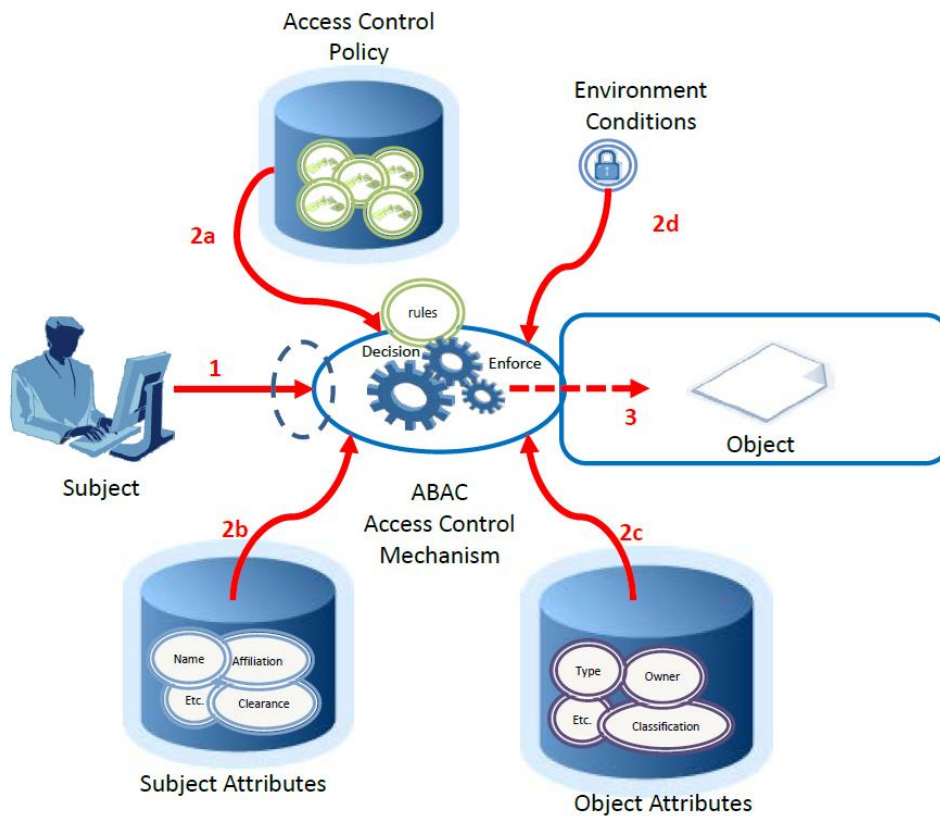 Access Control
Policy
Environment
Conditions
2a
2d
rules
Decision
Enforce
1
3
Subject
Object
ABAC
Access Control
Mechanism
2b
2c
Name
Affiliation
Etc.
Clearance
Type
Owner
Etc.
Classification
Subject Attributes
Object Attributes